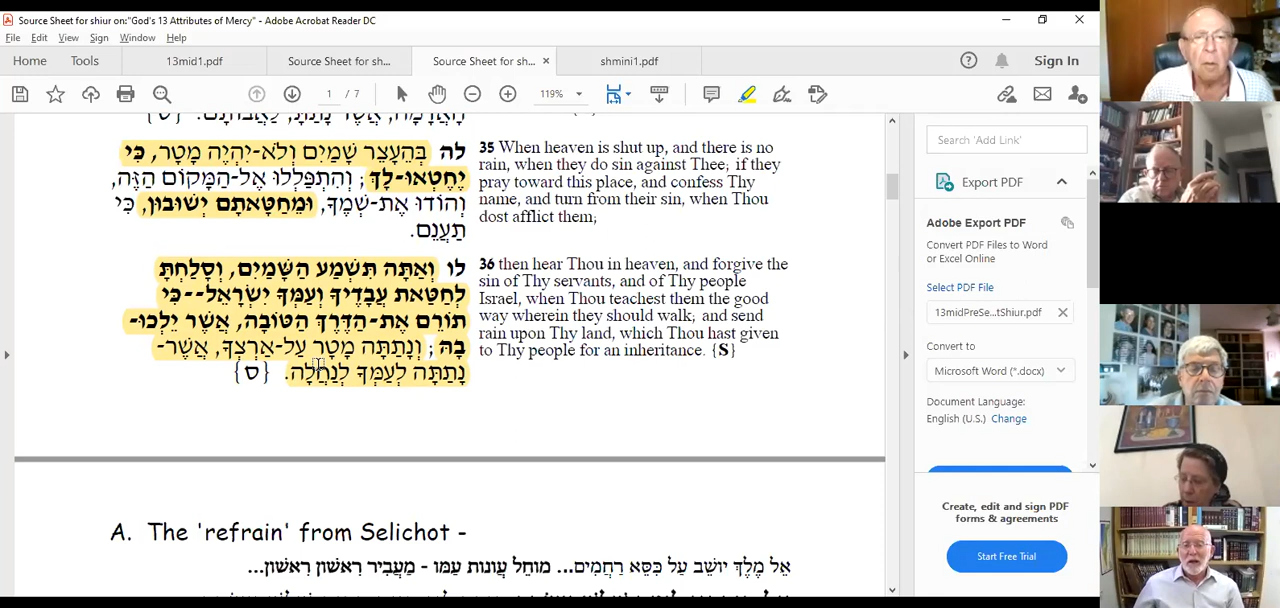 Source Sheet for shiur on:"God's 13 Attributes of Mercy" - Adobe Acrobat Reader DC
File Edit View Sign Window Help
Home Tools 13mid1.pdf Source Sheet for sh... Source Sheet for sh... × shmini1.pdf Sign In
1 / 7 119%
הָאֲדָמָה, אֲשֶׁר נָתַתָּ, לַאֲבוֹתָם. {ס}
לה בְּהֵעָצֵר שָׁמַיִם וְלֹא-יִהְיֶה מָטָר, כִּי
יֶחֶטְאוּ-לָךְ; וְהִתְפַּלְלוּ אֶל-הַמָּקוֹם הַזֶּה,
וְהוֹדוּ אֶת-שְׁמֶךָ, וּמֵחַטָּאתָם יְשׁוּבוּן, כִּי
תַעֲנֵם.
35 When heaven is shut up, and there is no
rain, when they do sin against Thee; if they
pray toward this place, and confess Thy
name, and turn from their sin, when Thou
dost afflict them;
לו וְאַתָּה תִּשְׁמַע הַשָּׁמַיִם, וְסָלַחְתָּ
לְחַטַּאת עֲבָדֶיךָ וְעַמְּךָ יִשְׂרָאֵל--כִּי
תוֹרֵם אֶת-הַדֶּרֶךְ הַטּוֹבָה, אֲשֶׁר יֵלְכוּ-
בָהּ; וְנָתַתָּה מָטָר עַל-אַרְצְךָ, אֲשֶׁר-
נָתַתָּה לְעַמְּךָ לְנַחֲלָה. {ס}
36 then hear Thou in heaven, and forgive the
sin of Thy servants, and of Thy people
Israel, when Thou teachest them the good
way wherein they should walk; and send
rain upon Thy land, which Thou hast given
to Thy people for an inheritance. {S}
A. The 'refrain' from Selichot -
אֵל מֶלֶךְ יוֹשֵׁב עַל כִּסֵּא רַחֲמִים... מוֹחֵל עֲוֹנוֹת עַמּוֹ - מַעֲבִיר רִאשׁוֹן רִאשׁוֹן...
Search 'Add Link'
Export PDF
Adobe Export PDF
Convert PDF Files to Word
or Excel Online
Select PDF File
13midPreSe...tShiur.pdf ×
Convert to
Microsoft Word (*.docx)
Document Language:
English (U.S.) Change
Create, edit and sign PDF
forms & agreements
Start Free Trial